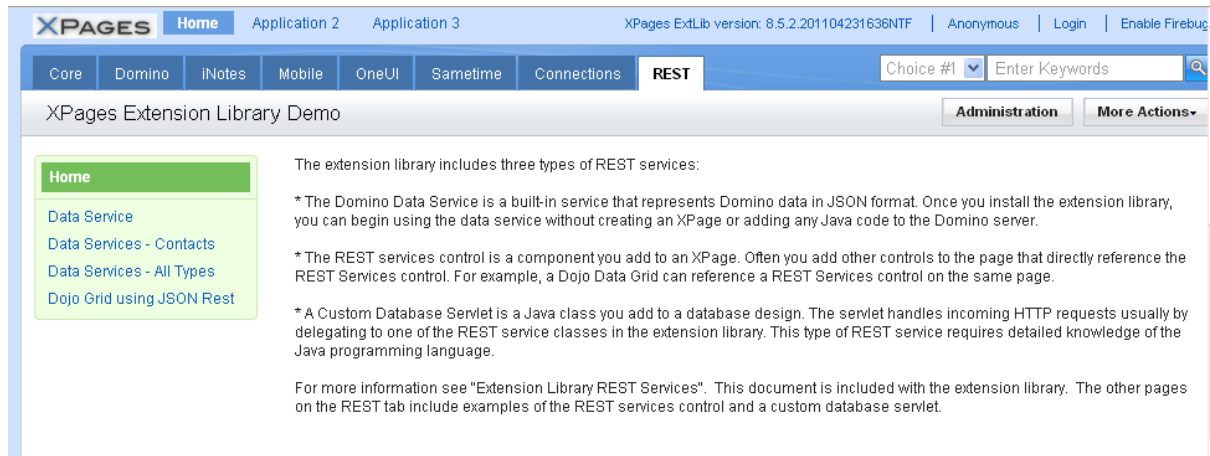 XPAGES Home Application 2 Application 3 XPages ExtLib version: 8.5.2.201104231636NTF | Anonymous | Login | Enable Firebug
Core Domino iNotes Mobile OneUI Sametime Connections REST Choice #1 Enter Keywords
XPages Extension Library Demo Administration More Actions
Home
Data Service
Data Services - Contacts
Data Services - All Types
Dojo Grid using JSON Rest
The extension library includes three types of REST services:
* The Domino Data Service is a built-in service that represents Domino data in JSON format. Once you install the extension library,
you can begin using the data service without creating an XPage or adding any Java code to the Domino server.
* The REST services control is a component you add to an XPage. Often you add other controls to the page that directly reference the
REST Services control. For example, a Dojo Data Grid can reference a REST Services control on the same page.
* A Custom Database Servlet is a Java class you add to a database design. The servlet handles incoming HTTP requests usually by
delegating to one of the REST service classes in the extension library. This type of REST service requires detailed knowledge of the
Java programming language.
For more information see "Extension Library REST Services". This document is included with the extension library. The other pages
on the REST tab include examples of the REST services control and a custom database servlet.